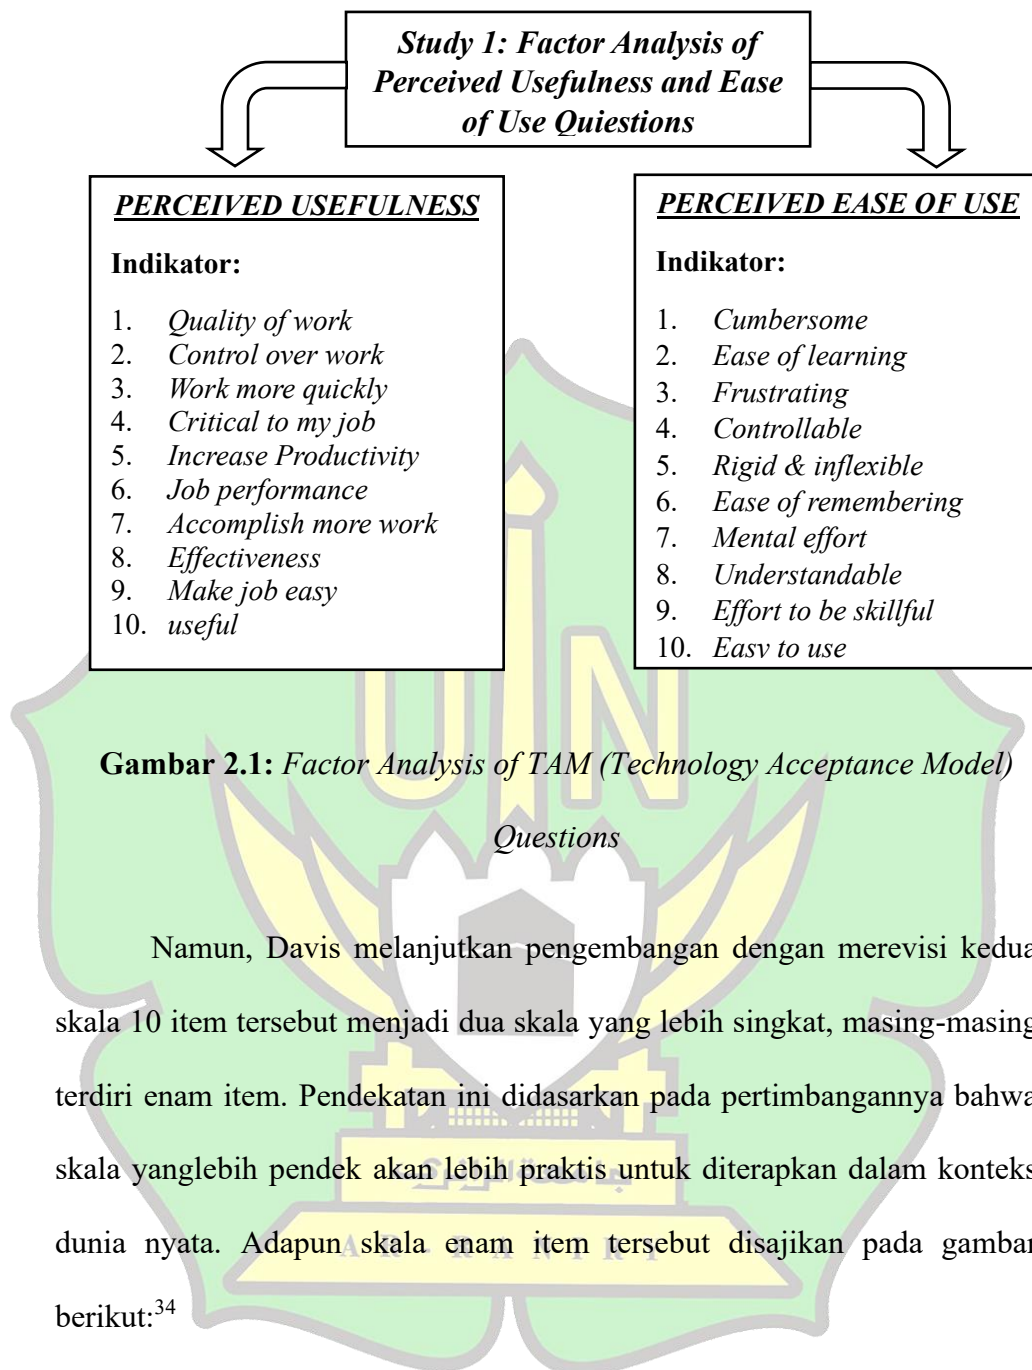 Study 1: Factor Analysis of
Perceived Usefulness and Ease
of Use Quiestions
PERCEIVED USEFULNESS
Indikator:
1. Quality of work
2. Control over work
3. Work more quickly
4. Critical to my job
5. Increase Productivity
6. Job performance
7. Accomplish more work
8. Effectiveness
9. Make job easy
10. useful
PERCEIVED EASE OF USE
Indikator:
1. Cumbersome
2. Ease of learning
3. Frustrating
4. Controllable
5. Rigid & inflexible
6. Ease of remembering
7. Mental effort
8. Understandable
9. Effort to be skillful
10. Easy to use
UIN
Gambar 2.1: Factor Analysis of TAM (Technology Acceptance Model)
Questions
Namun, Davis melanjutkan pengembangan dengan merevisi kedua
skala 10 item tersebut menjadi dua skala yang lebih singkat, masing-masing
terdiri enam item. Pendekatan ini didasarkan pada pertimbangannya bahwa
skala yanglebih pendek akan lebih praktis untuk diterapkan dalam konteks
جامعة الرانري
dunia nyata. Adapun skala enam item tersebut disajikan pada gambar
AR-RANIRY
berikut:34